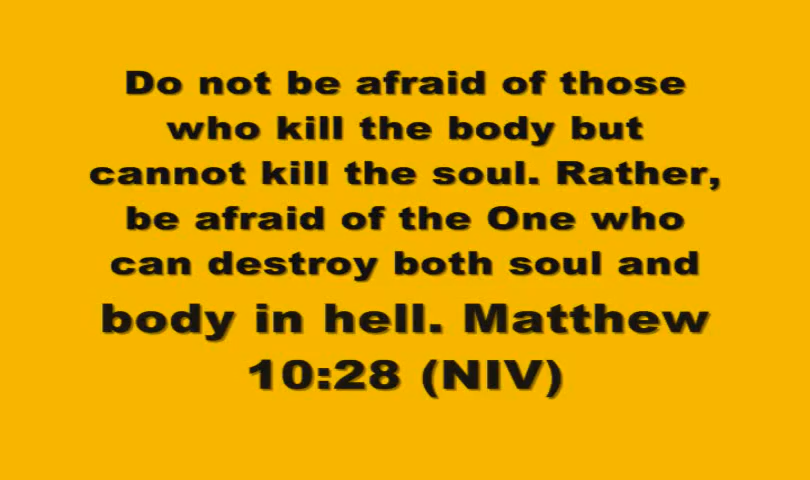 Do not be afraid of those
who kill the body but
cannot kill the soul. Rather,
be afraid of the One who
can destroy both soul and
body in hell. Matthew
10:28 (NIV)